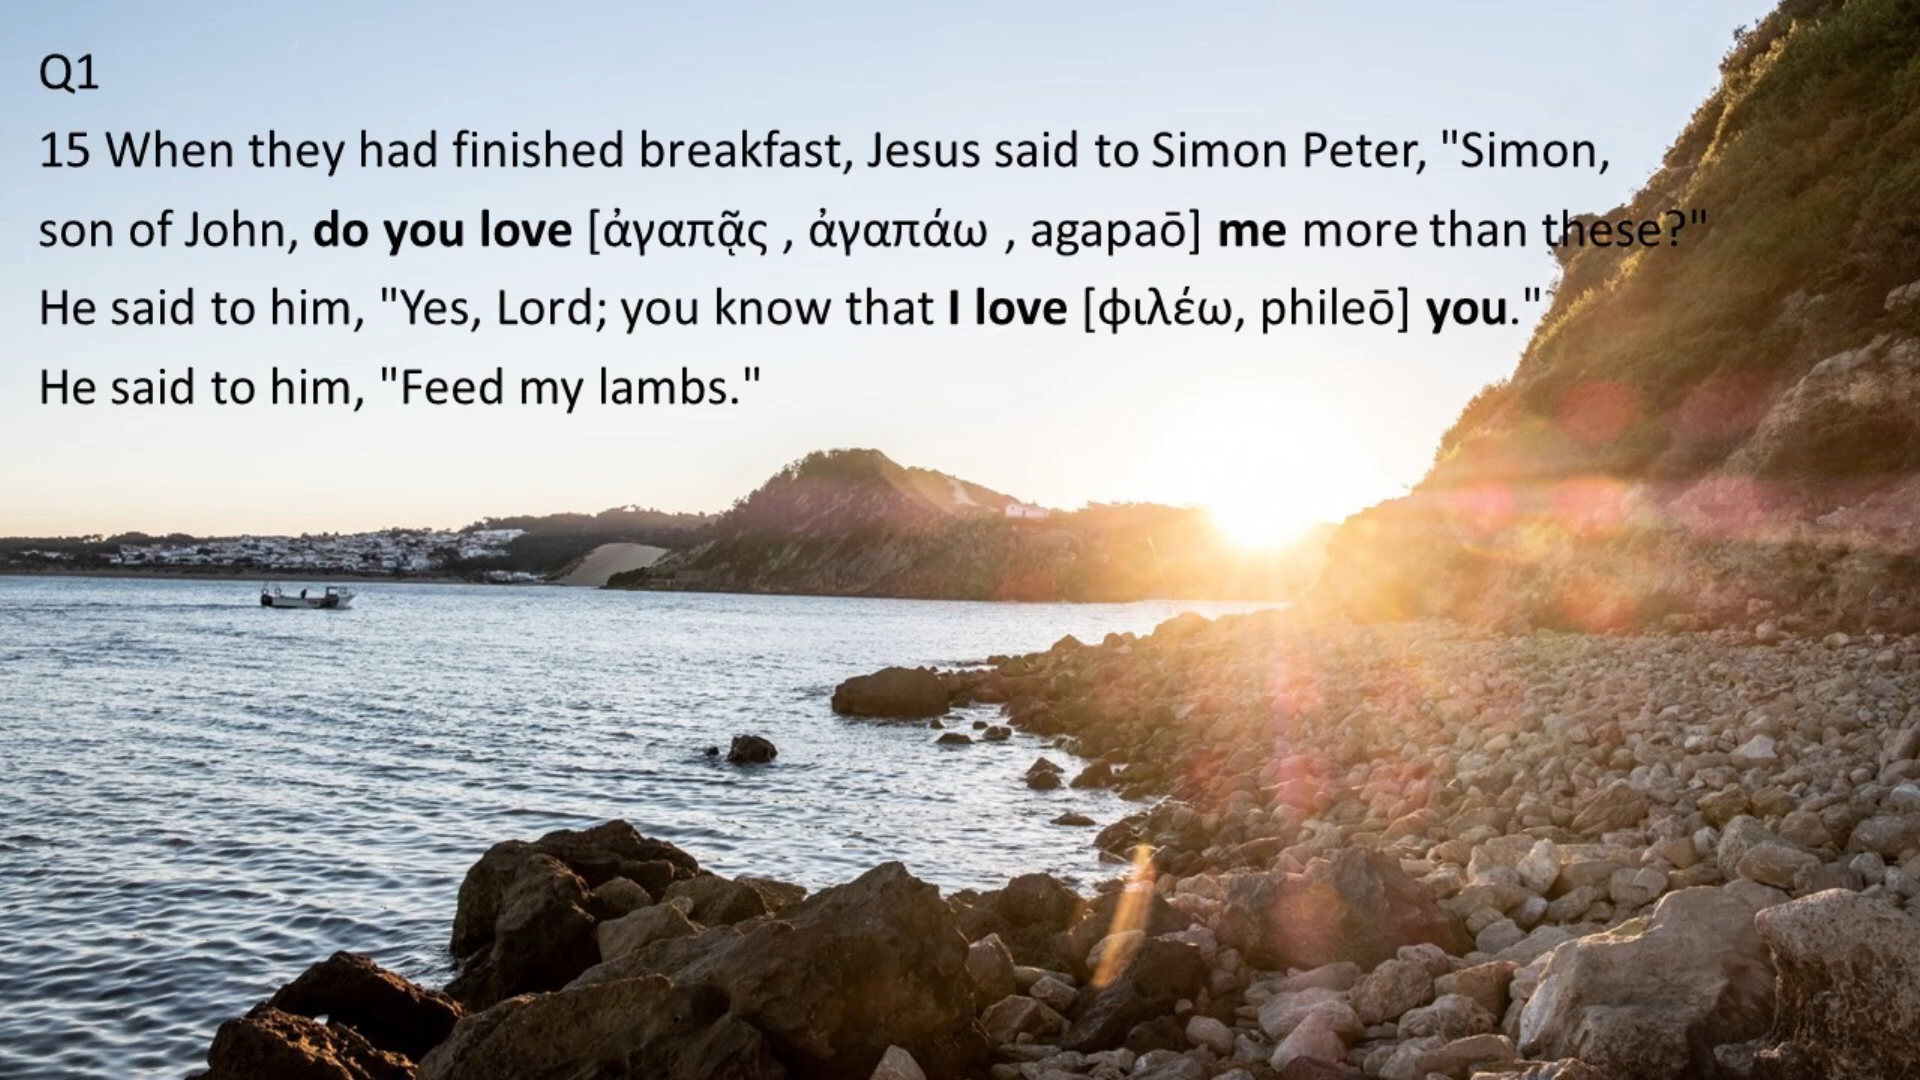 Q1
15 When they had finished breakfast, Jesus said to Simon Peter, "Simon,
son of John, do you love [ἀγαπᾷς , ἀγαπάω , agapaō] me more than these?"
He said to him, "Yes, Lord; you know that I love [φιλέω, phileō] you."
He said to him, "Feed my lambs."